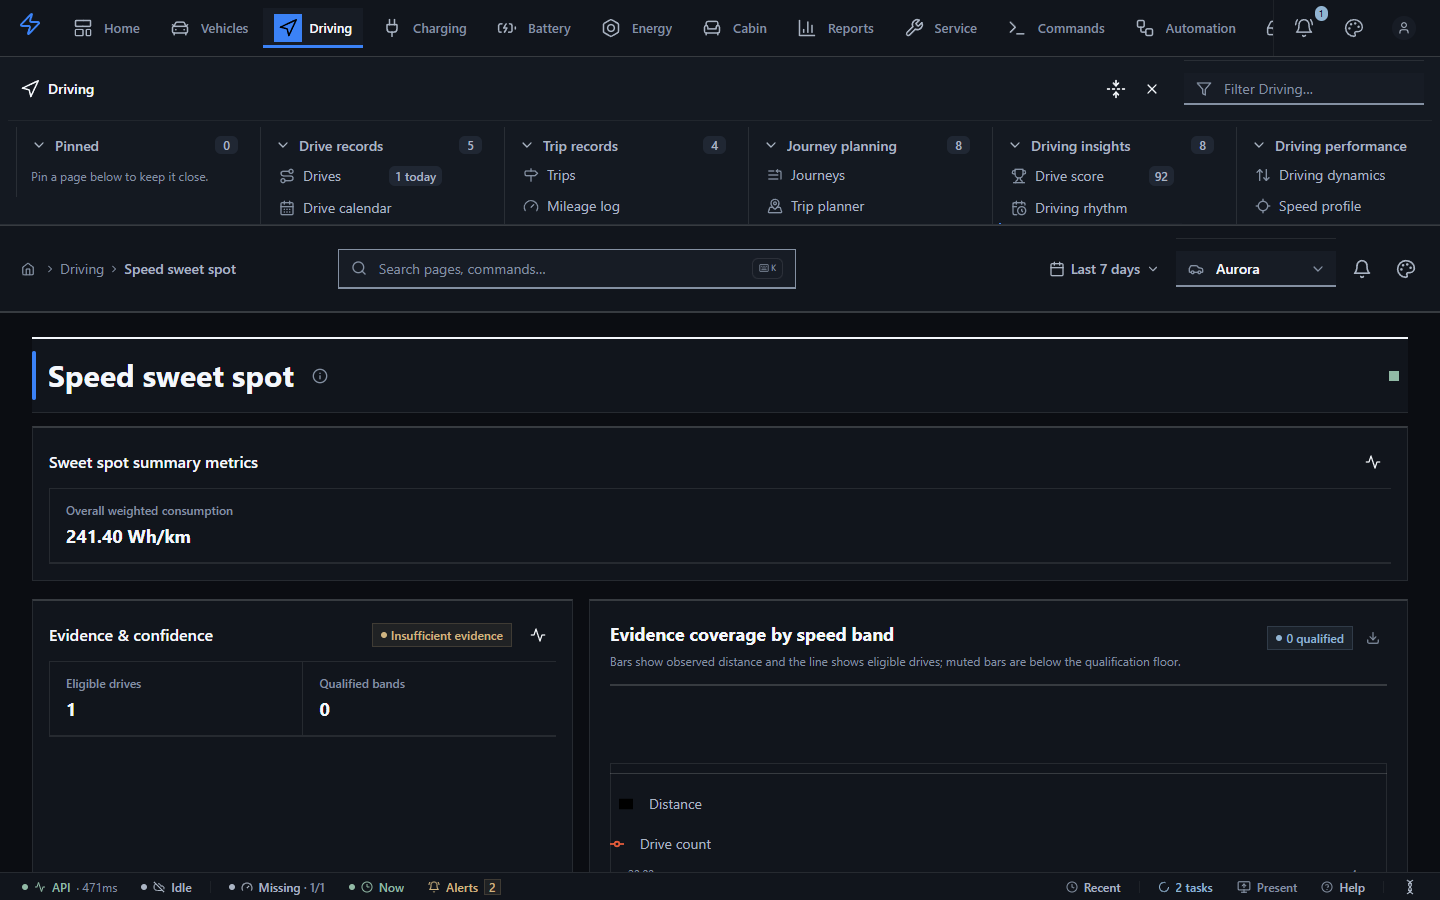 Home
Vehicles
Driving
Charging
Battery
Energy
Cabin
Reports
Service
Commands
Automation
1
Driving
Filter Driving...
Pinned 0
Pin a page below to keep it close.
Drive records 5
Drives 1 today
Drive calendar
Trip records 4
Trips
Mileage log
Journey planning 8
Journeys
Trip planner
Driving insights 8
Drive score 92
Driving rhythm
Driving performance
Driving dynamics
Speed profile
Driving
Speed sweet spot
Search pages, commands...
K
Last 7 days
Aurora
Speed sweet spot
Sweet spot summary metrics
Overall weighted consumption
241.40 Wh/km
Evidence & confidence
Insufficient evidence
Eligible drives
1
Qualified bands
0
Evidence coverage by speed band
0 qualified
Bars show observed distance and the line shows eligible drives; muted bars are below the qualification floor.
Distance
Drive count
API · 471ms
Idle
Missing · 1/1
Now
Alerts 2
Recent
2 tasks
Present
Help